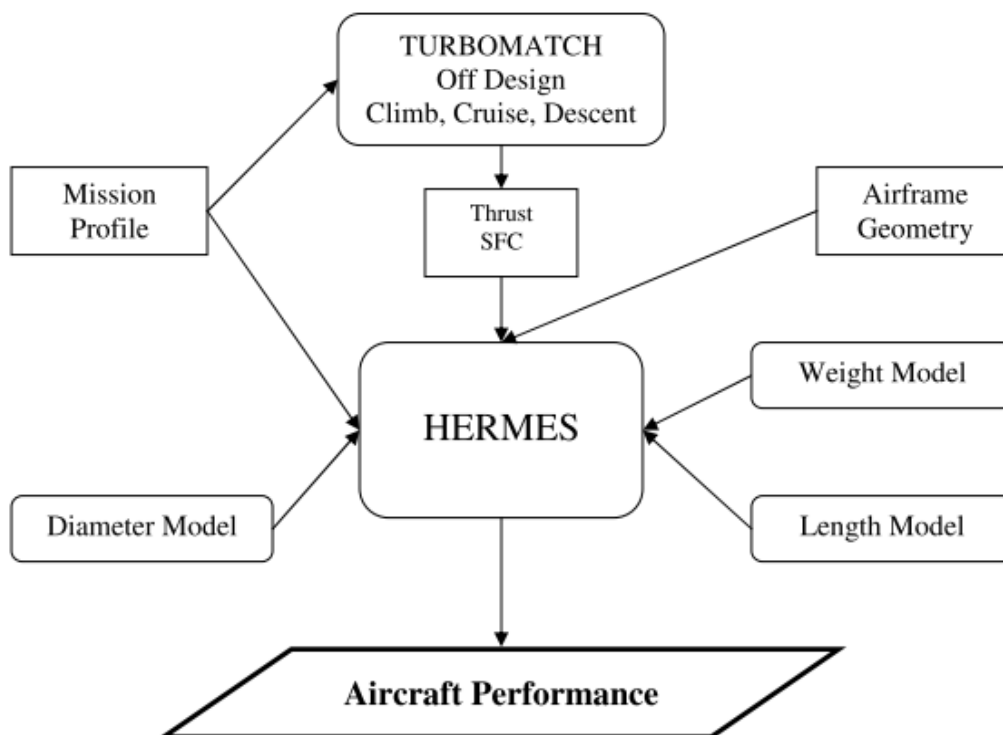 TURBOMATCH
Off Design
Climb, Cruise, Descent
Mission
Profile
Thrust
SFC
Airframe
Geometry
HERMES
Weight Model
Diameter Model
Length Model
Aircraft Performance